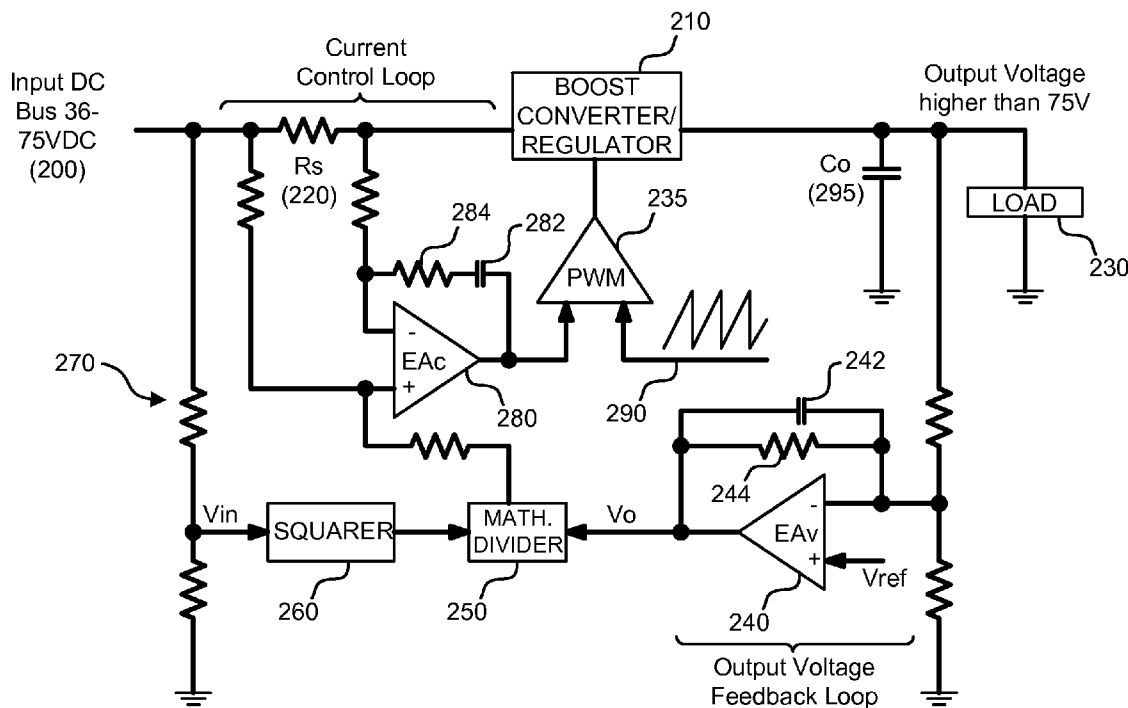 210
Current
Control Loop
Input DC
Bus 36-
75VDC
(200)
BOOST
CONVERTER/
REGULATOR
Output Voltage
higher than 75V
Rs
(220)
Co
(295)
LOAD
230
235
284
282
PWM
-
EAc
+
280
290
270
242
244
Vin
SQUARER
260
MATH.
DIVIDER
250
Vo
-
EAv
+
Vref
240
Output Voltage
Feedback Loop